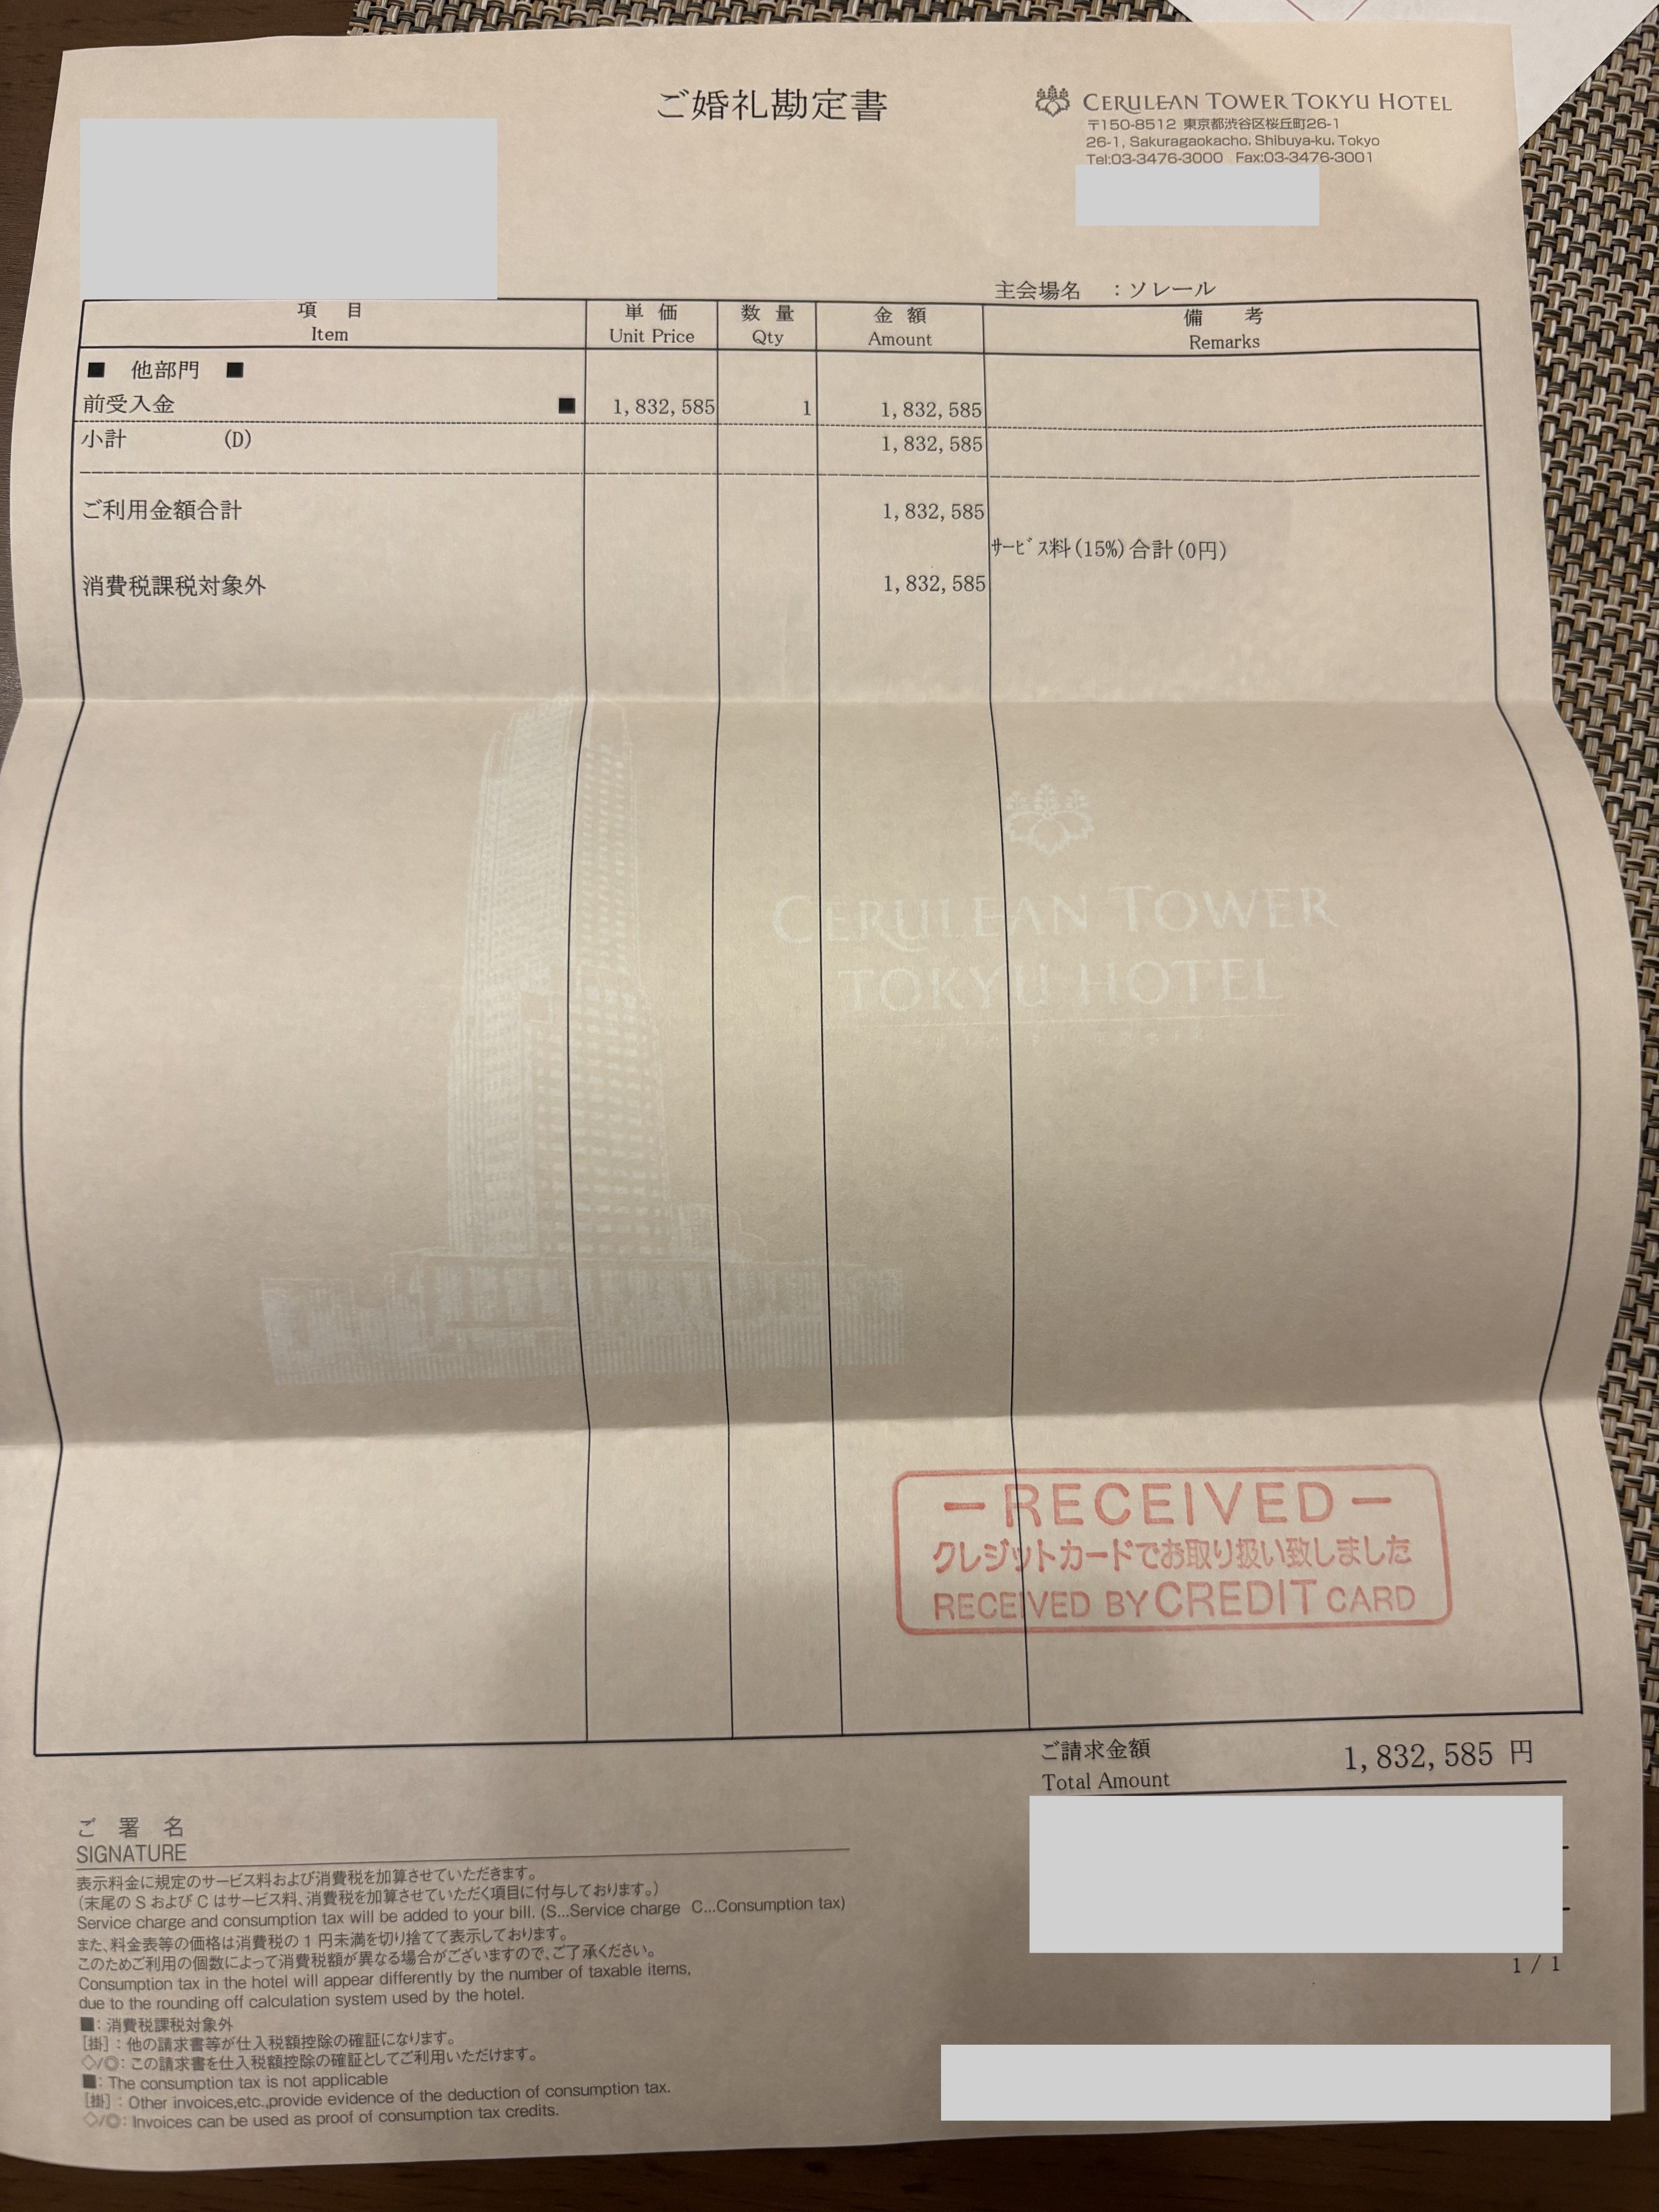 ご婚礼勘定書
CERULEAN TOWER TOKYU HOTEL
〒150-8512 東京都渋谷区桜丘町26-1
26-1, Sakuragaokacho, Shibuya-ku, Tokyo
Tel:03-3476-3000 Fax:03-3476-3001
主会場名 : ソレール
項 目 単 価 数 量 金 額 備 考
Item Unit Price Qty Amount Remarks
■ 他部門 ■
前受入金 ■ 1,832,585 1 1,832,585
小計 (D) 1,832,585
ご利用金額合計 1,832,585
ｻｰﾋﾞｽ料(15%)合計(0円)
消費税課税対象外 1,832,585
CERULEAN TOWER
TOKYU HOTEL
－RECEIVED－
クレジットカードでお取り扱い致しました
RECEIVED BY CREDIT CARD
ご請求金額 1,832,585 円
Total Amount
1 / 1
ご 署 名
SIGNATURE
表示料金に規定のサービス料および消費税を加算させていただきます。
(末尾の S および C はサービス料、消費税を加算させていただく項目に付与しております。)
Service charge and consumption tax will be added to your bill. (S...Service charge C...Consumption tax)
また、料金表等の価格は消費税の 1 円未満を切り捨てて表示しております。
このためご利用の個数によって消費税額が異なる場合がございますので、ご了承ください。
Consumption tax in the hotel will appear differently by the number of taxable items,
due to the rounding off calculation system used by the hotel.
■: 消費税課税対象外
[掛] : 他の請求書等が仕入税額控除の確証になります。
◇/◎: この請求書を仕入税額控除の確証としてご利用いただけます。
■: The consumption tax is not applicable
[掛] : Other invoices,etc.,provide evidence of the deduction of consumption tax.
◇/◎: Invoices can be used as proof of consumption tax credits.